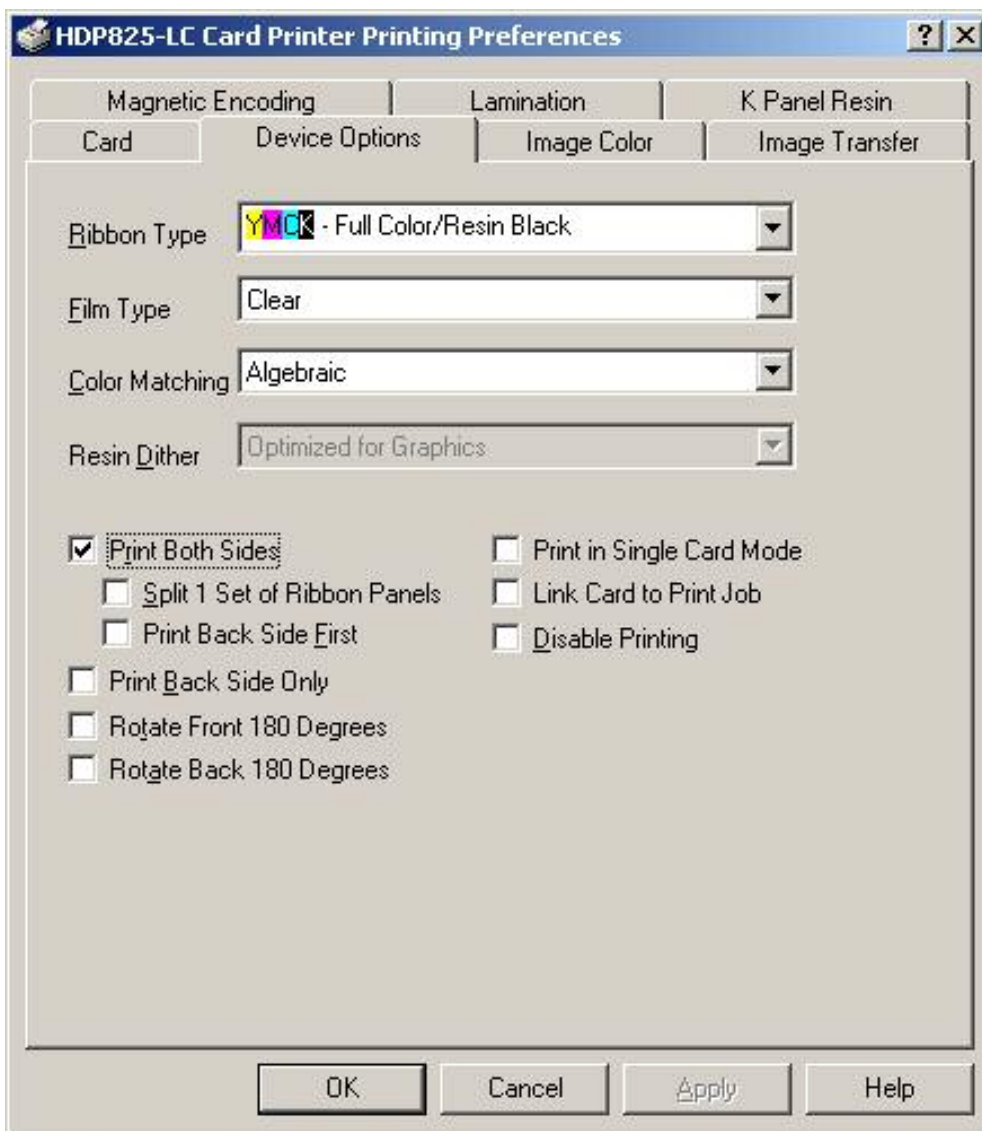 HDP825-LC Card Printer Printing Preferences
Magnetic Encoding Lamination K Panel Resin
Card Device Options Image Color Image Transfer
Ribbon Type YMCK - Full Color/Resin Black
Film Type Clear
Color Matching Algebraic
Resin Dither Optimized for Graphics
Print Both Sides Print in Single Card Mode
Split 1 Set of Ribbon Panels Link Card to Print Job
Print Back Side First Disable Printing
Print Back Side Only
Rotate Front 180 Degrees
Rotate Back 180 Degrees
OK Cancel Apply Help